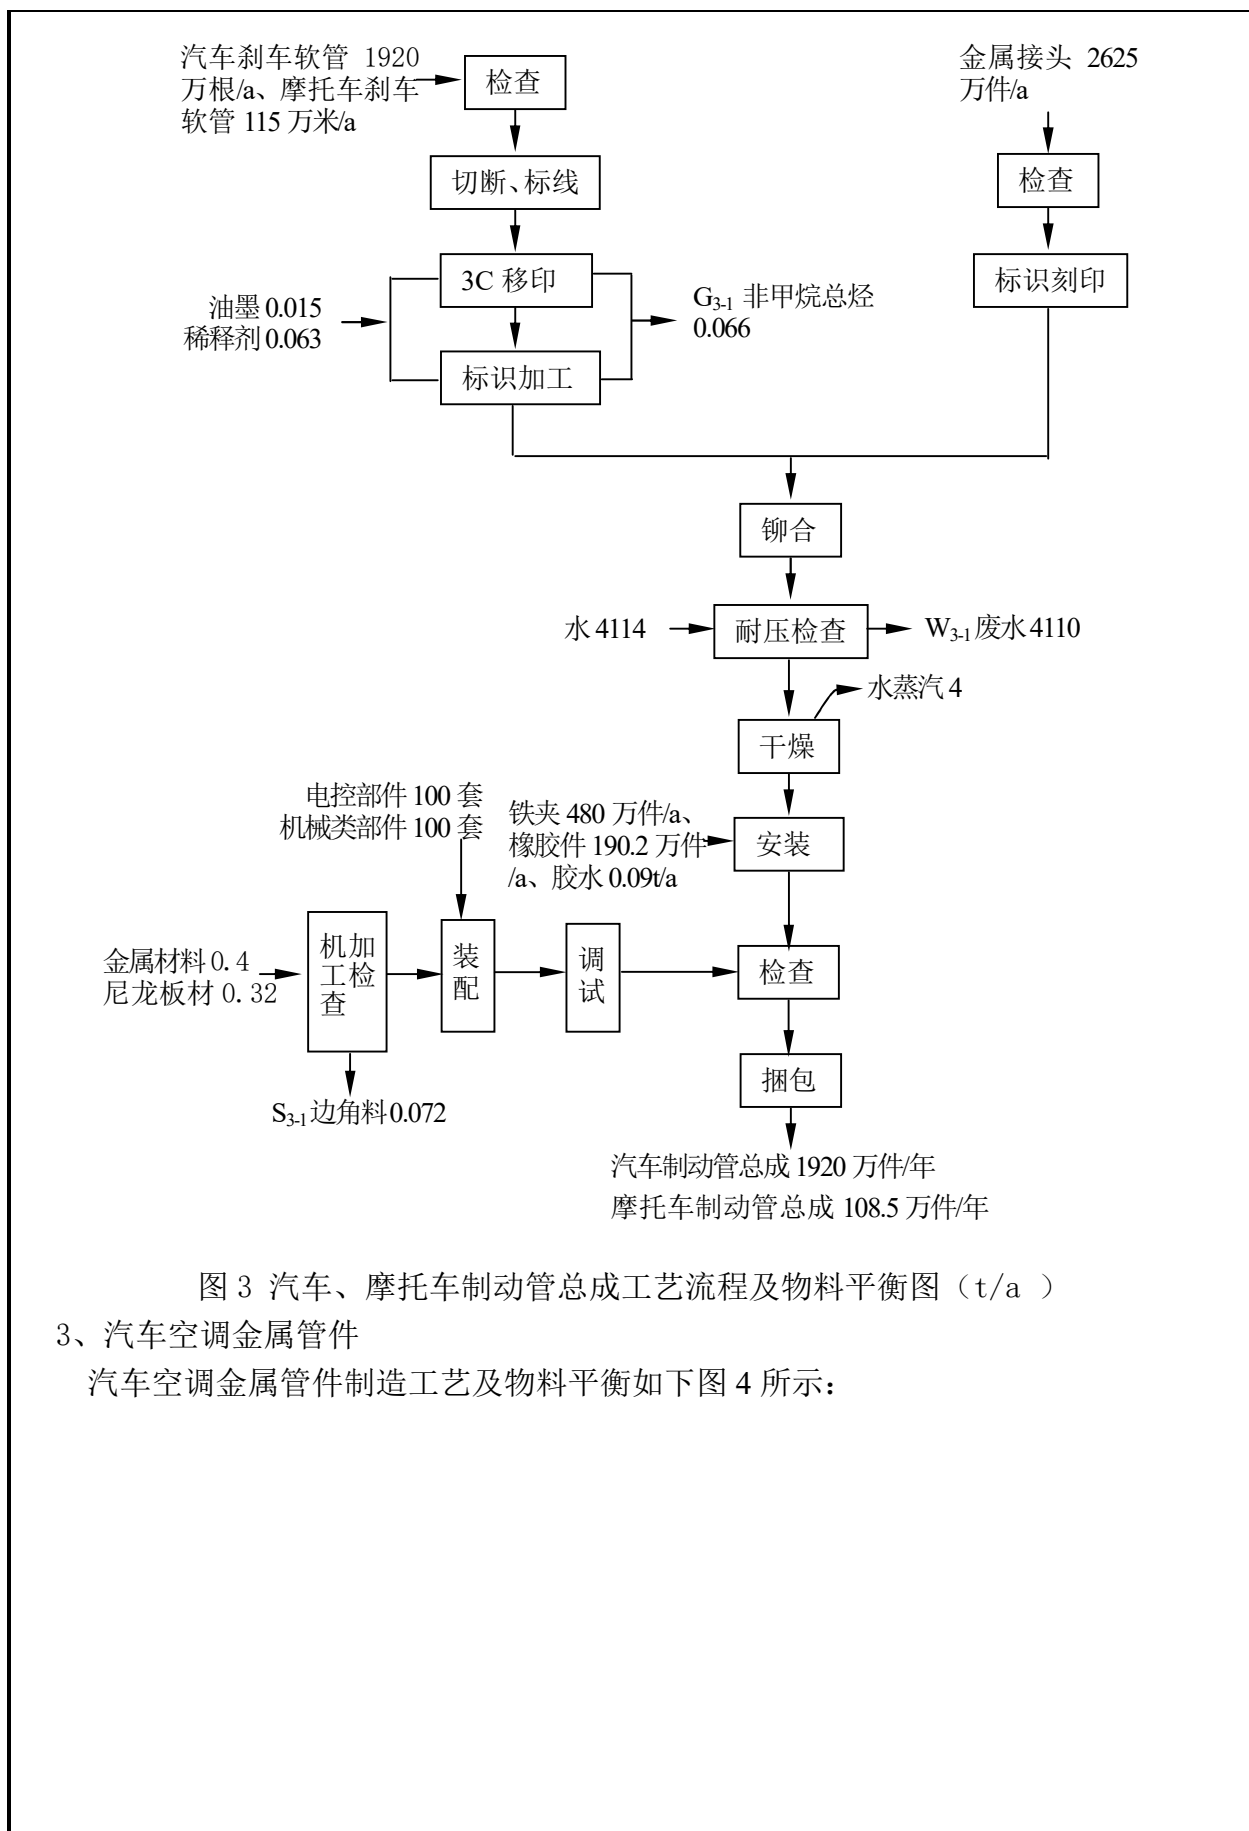 汽车刹车软管 1920
万根/a、摩托车刹车
软管 115 万米/a
检查
金属接头 2625
万件/a
切断、标线
检查
3C 移印
标识刻印
油墨 0.015
稀释剂 0.063
G3-1 非甲烷总烃
0.066
标识加工
铆合
水 4114
耐压检查
W3-1 废水 4110
水蒸汽 4
干燥
电控部件 100 套
机械类部件 100 套
铁夹 480 万件/a、
橡胶件 190.2 万件
/a、胶水 0.09t/a
安装
金属材料 0.4
尼龙板材 0.32
机加
工检
查
装
配
调
试
检查
捆包
S3-1 边角料 0.072
汽车制动管总成 1920 万件/年
摩托车制动管总成 108.5 万件/年
图 3 汽车、摩托车制动管总成工艺流程及物料平衡图（t/a ）
3、汽车空调金属管件
汽车空调金属管件制造工艺及物料平衡如下图 4 所示：